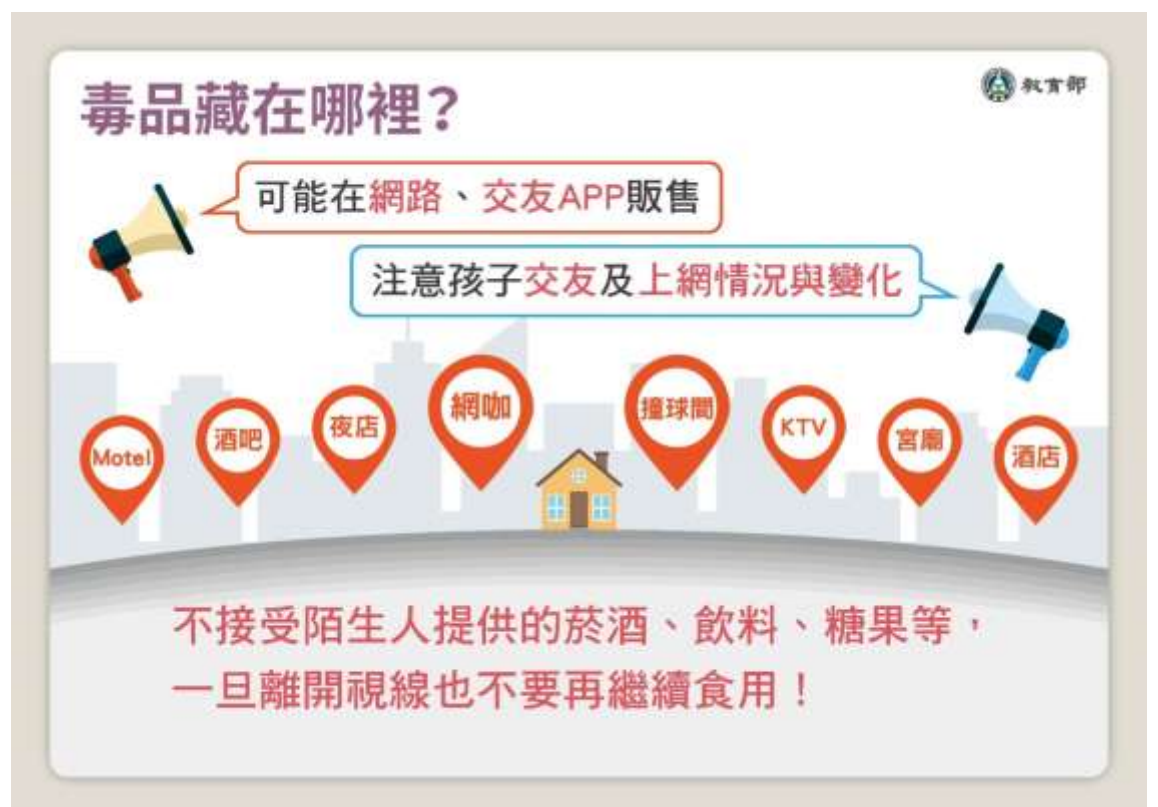 毒品藏在哪裡？
教育部
可能在網路、交友APP販售
注意孩子交友及上網情況與變化
Motel
酒吧
夜店
網咖
撞球間
KTV
宮廟
酒店
不接受陌生人提供的菸酒、飲料、糖果等，
一旦離開視線也不要再繼續食用！